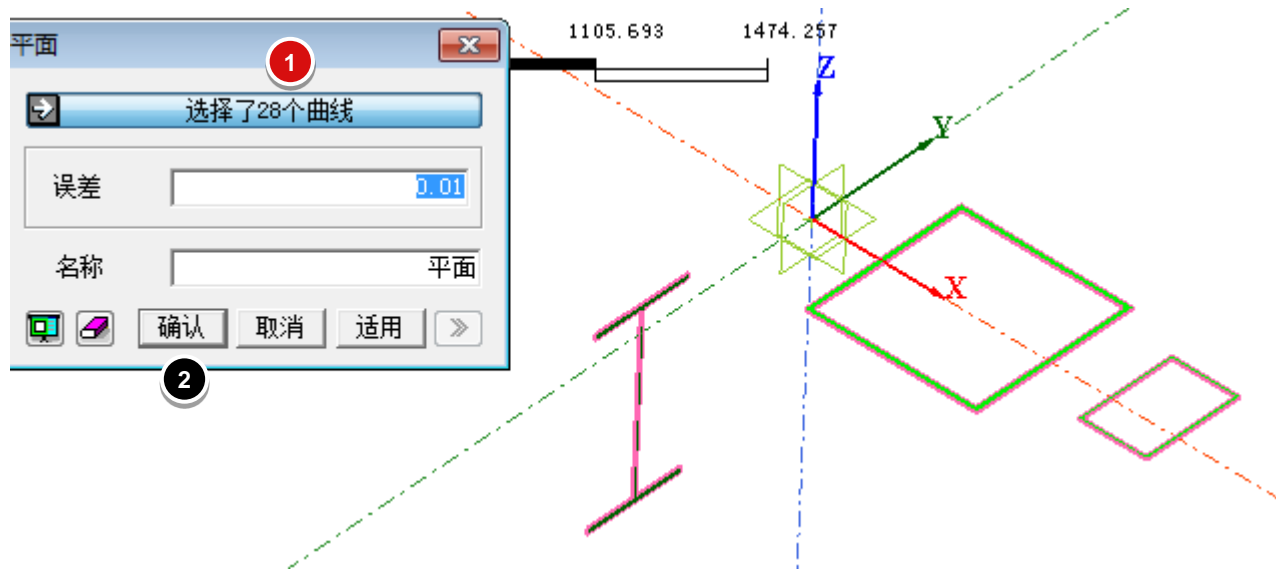 平面
1
选择了28个曲线
误差
0.01
名称
平面
确认
取消
适用
2
1105.693
1474.257
Z
Y
X